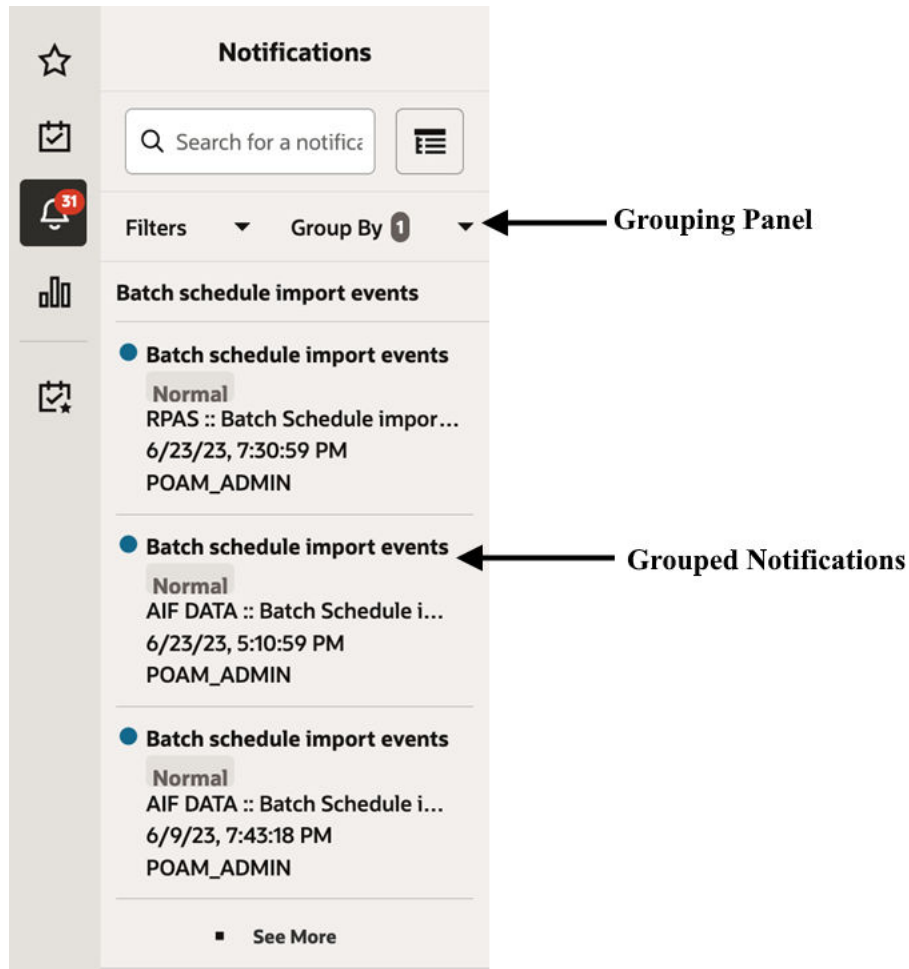 Notifications
31
Search for a notifica
Filters
Group By 1
Grouping Panel
Batch schedule import events
Batch schedule import events
Normal
RPAS :: Batch Schedule impor...
6/23/23, 7:30:59 PM
POAM_ADMIN
Batch schedule import events
Grouped Notifications
Normal
AIF DATA :: Batch Schedule i...
6/23/23, 5:10:59 PM
POAM_ADMIN
Batch schedule import events
Normal
AIF DATA :: Batch Schedule i...
6/9/23, 7:43:18 PM
POAM_ADMIN
See More